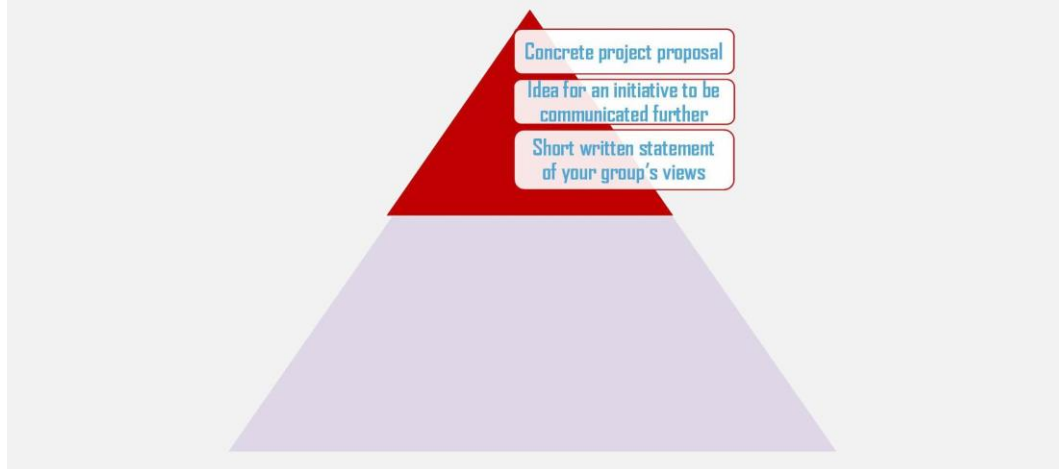 Concrete project proposal
Idea for an initiative to be
communicated further
Short written statement
of your group's views